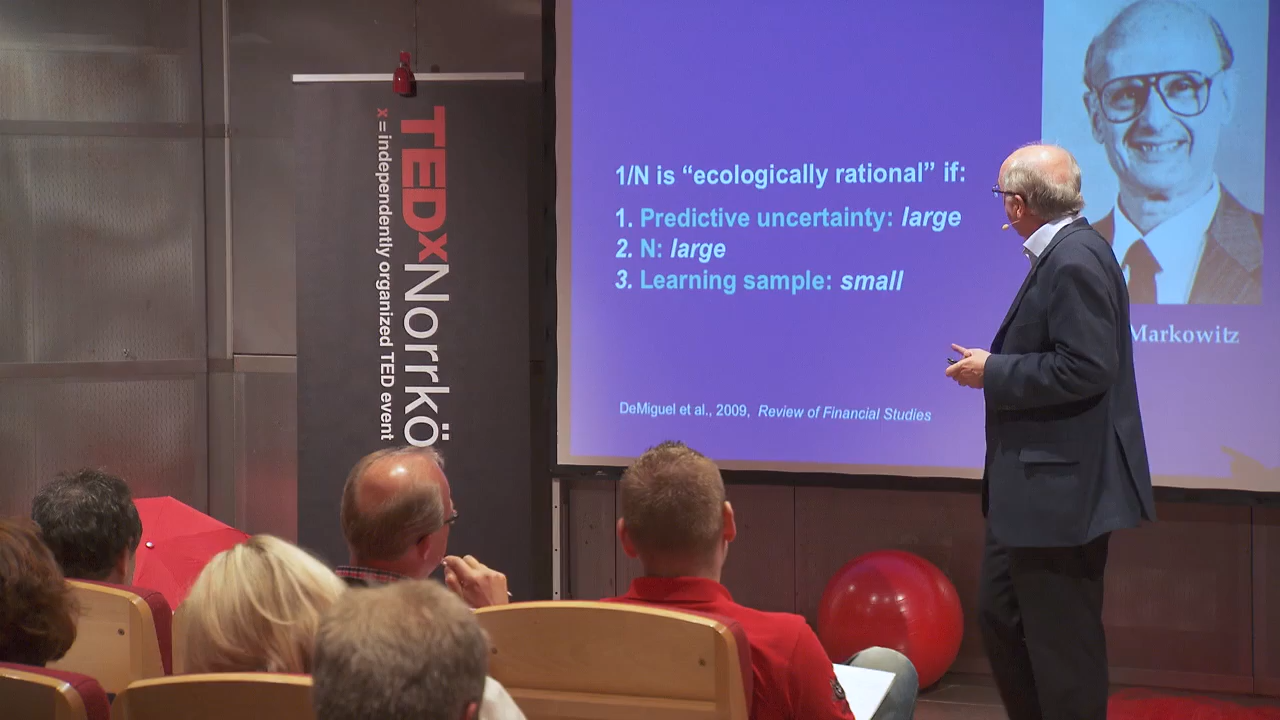 TEDxNorrkö
x = independently organized TED event
1/N is “ecologically rational” if:
1. Predictive uncertainty: large
2. N: large
3. Learning sample: small
DeMiguel et al., 2009, Review of Financial Studies
Markowitz